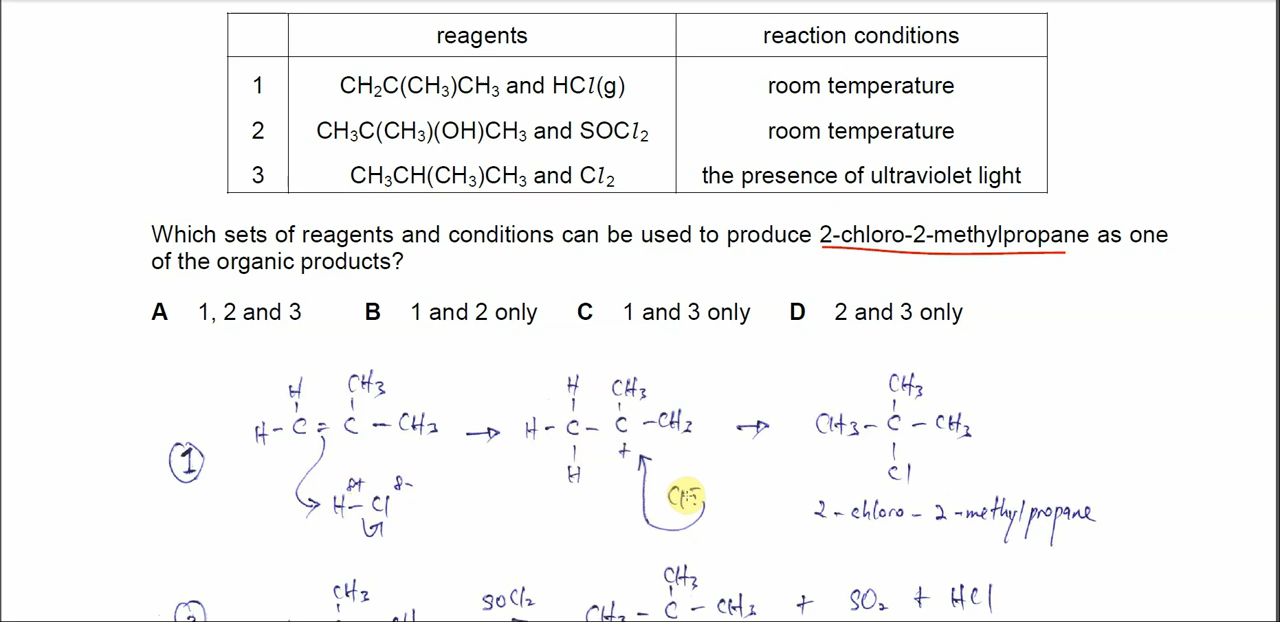 reagents reaction conditions
1 CH₂C(CH₃)CH₃ and HCl(g) room temperature
2 CH₃C(CH₃)(OH)CH₃ and SOCl₂ room temperature
3 CH₃CH(CH₃)CH₃ and Cl₂ the presence of ultraviolet light
Which sets of reagents and conditions can be used to produce 2-chloro-2-methylpropane as one
of the organic products?
A 1, 2 and 3 B 1 and 2 only C 1 and 3 only D 2 and 3 only
H CH₃ H CH₃ CH₃
H - C = C - CH₃ → H - C - C - CH₃ → CH₃ - C - CH₃
1 H + Cl
δ+ δ-
H - Cl
2 - chloro - 2 - methylpropane
CH₃ SOCl₂ CH₃
CH₃ - C - CH₃ + SO₂ + HCl